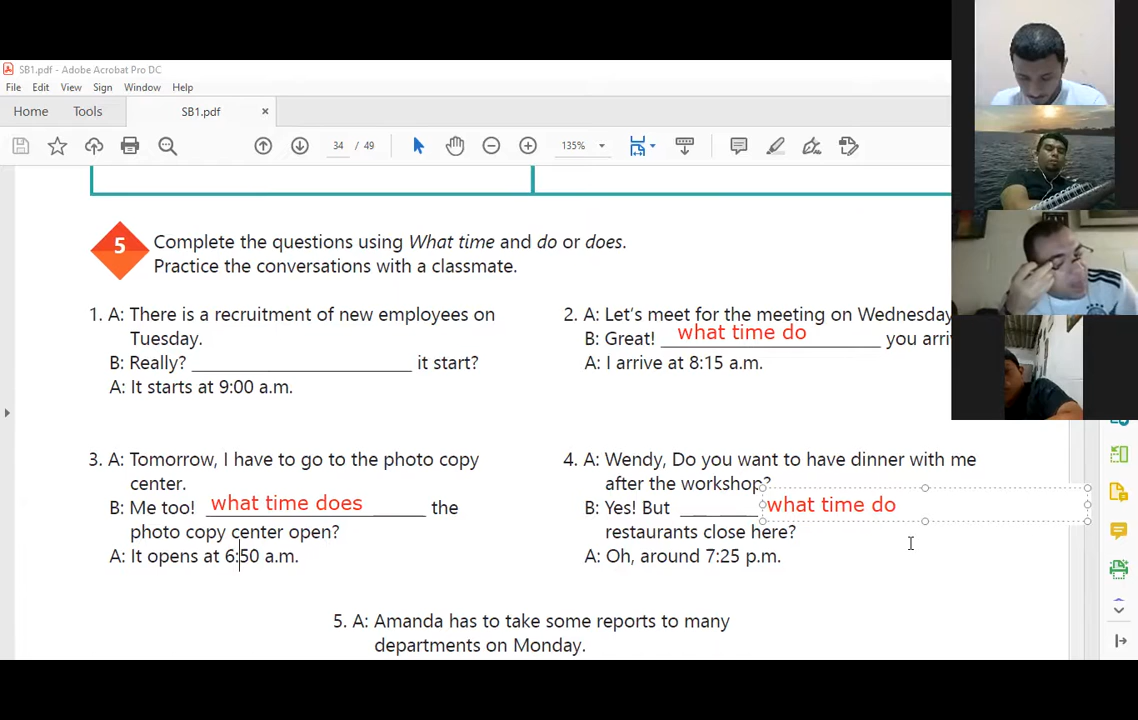 SB1.pdf - Adobe Acrobat Pro DC
File Edit View Sign Window Help
Home Tools SB1.pdf ×
34 / 49 135%
5 Complete the questions using What time and do or does.
Practice the conversations with a classmate.
1. A: There is a recruitment of new employees on
Tuesday.
B: Really? ______________________ it start?
A: It starts at 9:00 a.m.
2. A: Let's meet for the meeting on Wednesday
B: Great! what time do you arri
A: I arrive at 8:15 a.m.
3. A: Tomorrow, I have to go to the photo copy
center.
B: Me too! what time does the
photo copy center open?
A: It opens at 6:50 a.m.
4. A: Wendy, Do you want to have dinner with me
after the workshop?
B: Yes! But ________ what time do
restaurants close here?
A: Oh, around 7:25 p.m.
5. A: Amanda has to take some reports to many
departments on Monday.